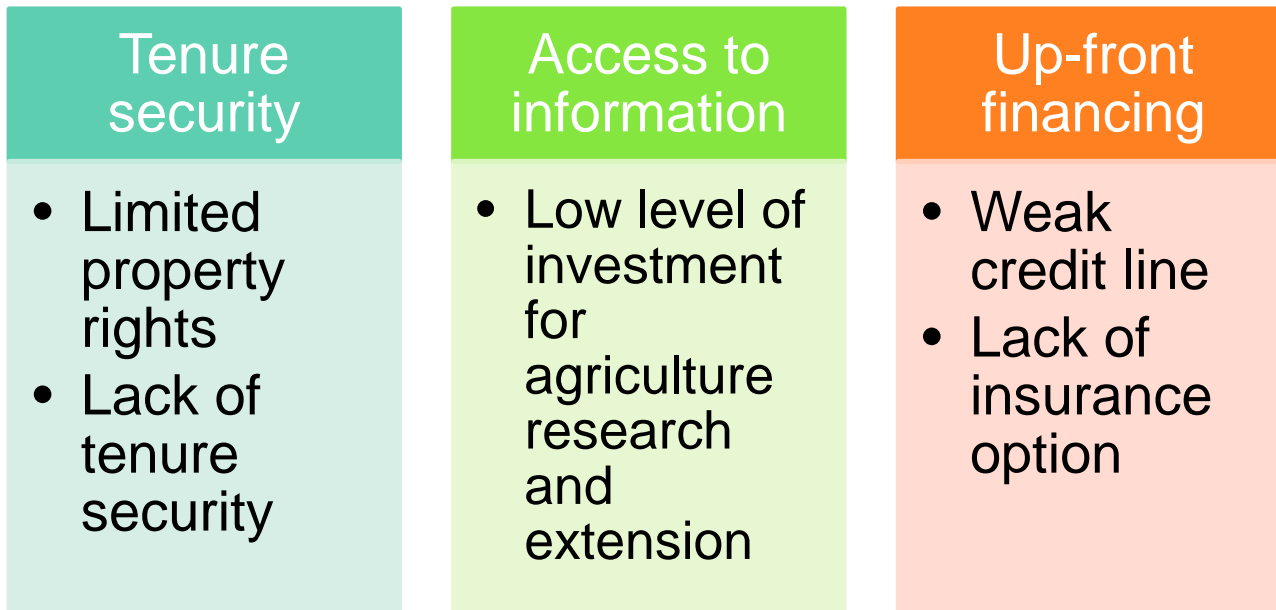 Tenure
security
• Limited
property
rights
• Lack of
tenure
security
Access to
information
• Low level of
investment
for
agriculture
research
and
extension
Up-front
financing
• Weak
credit line
• Lack of
insurance
option